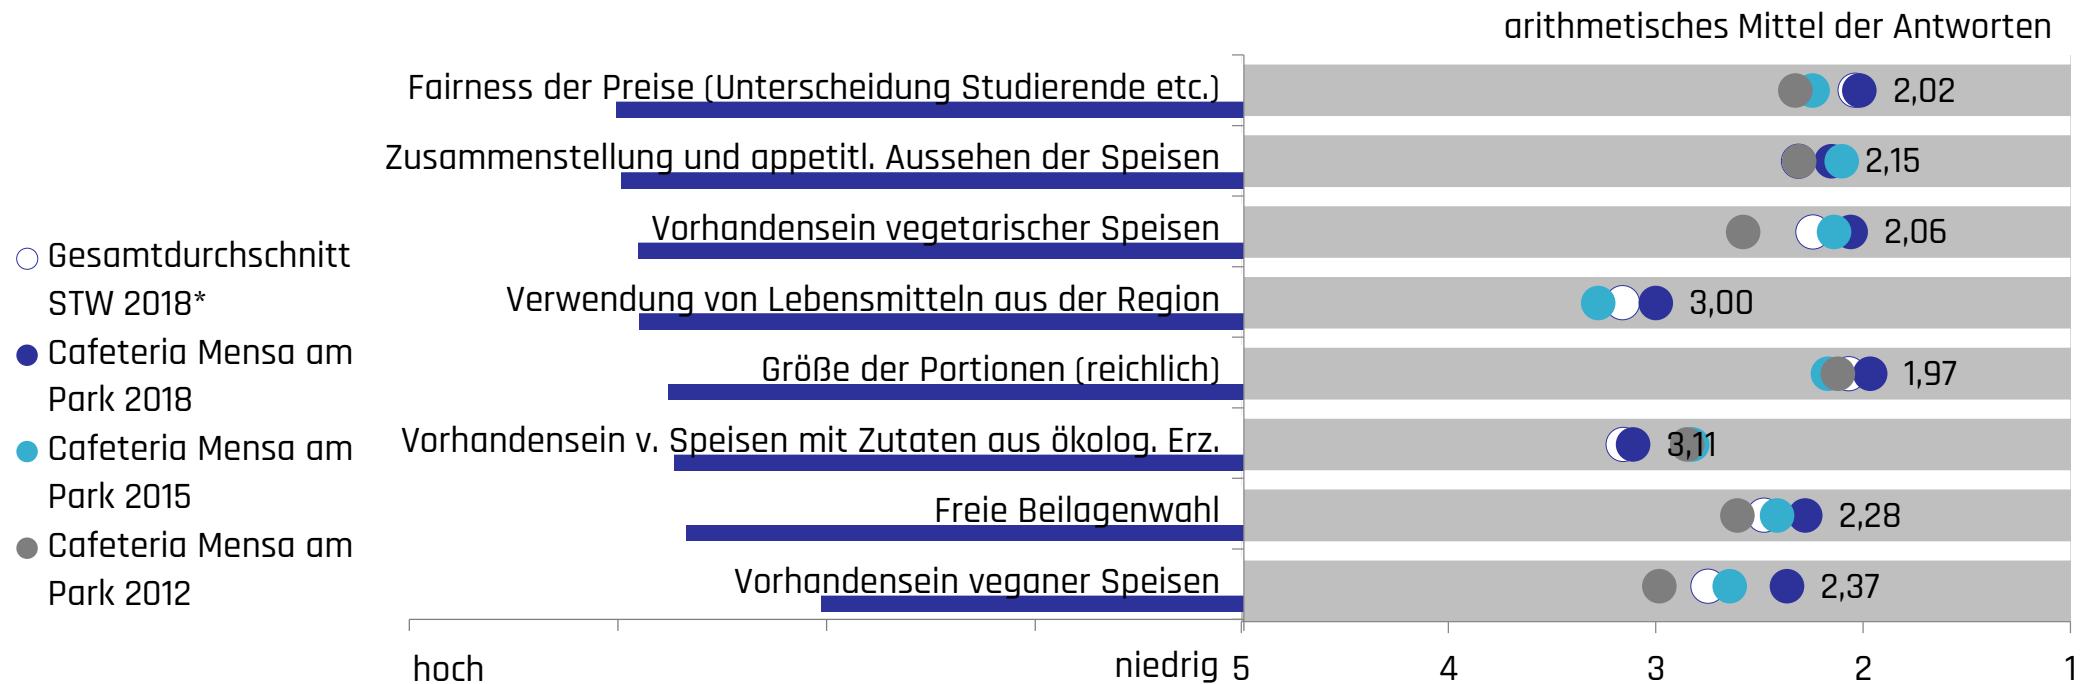 arithmetisches Mittel der Antworten
Fairness der Preise (Unterscheidung Studierende etc.)
2,02
Zusammenstellung und appetitl. Aussehen der Speisen
2,15
Vorhandensein vegetarischer Speisen
2,06
Verwendung von Lebensmitteln aus der Region
3,00
Größe der Portionen (reichlich)
1,97
Vorhandensein v. Speisen mit Zutaten aus ökolog. Erz.
3,11
Freie Beilagenwahl
2,28
Vorhandensein veganer Speisen
2,37
Gesamtdurchschnitt
STW 2018*
Cafeteria Mensa am
Park 2018
Cafeteria Mensa am
Park 2015
Cafeteria Mensa am
Park 2012
hoch
niedrig
5 4 3 2 1